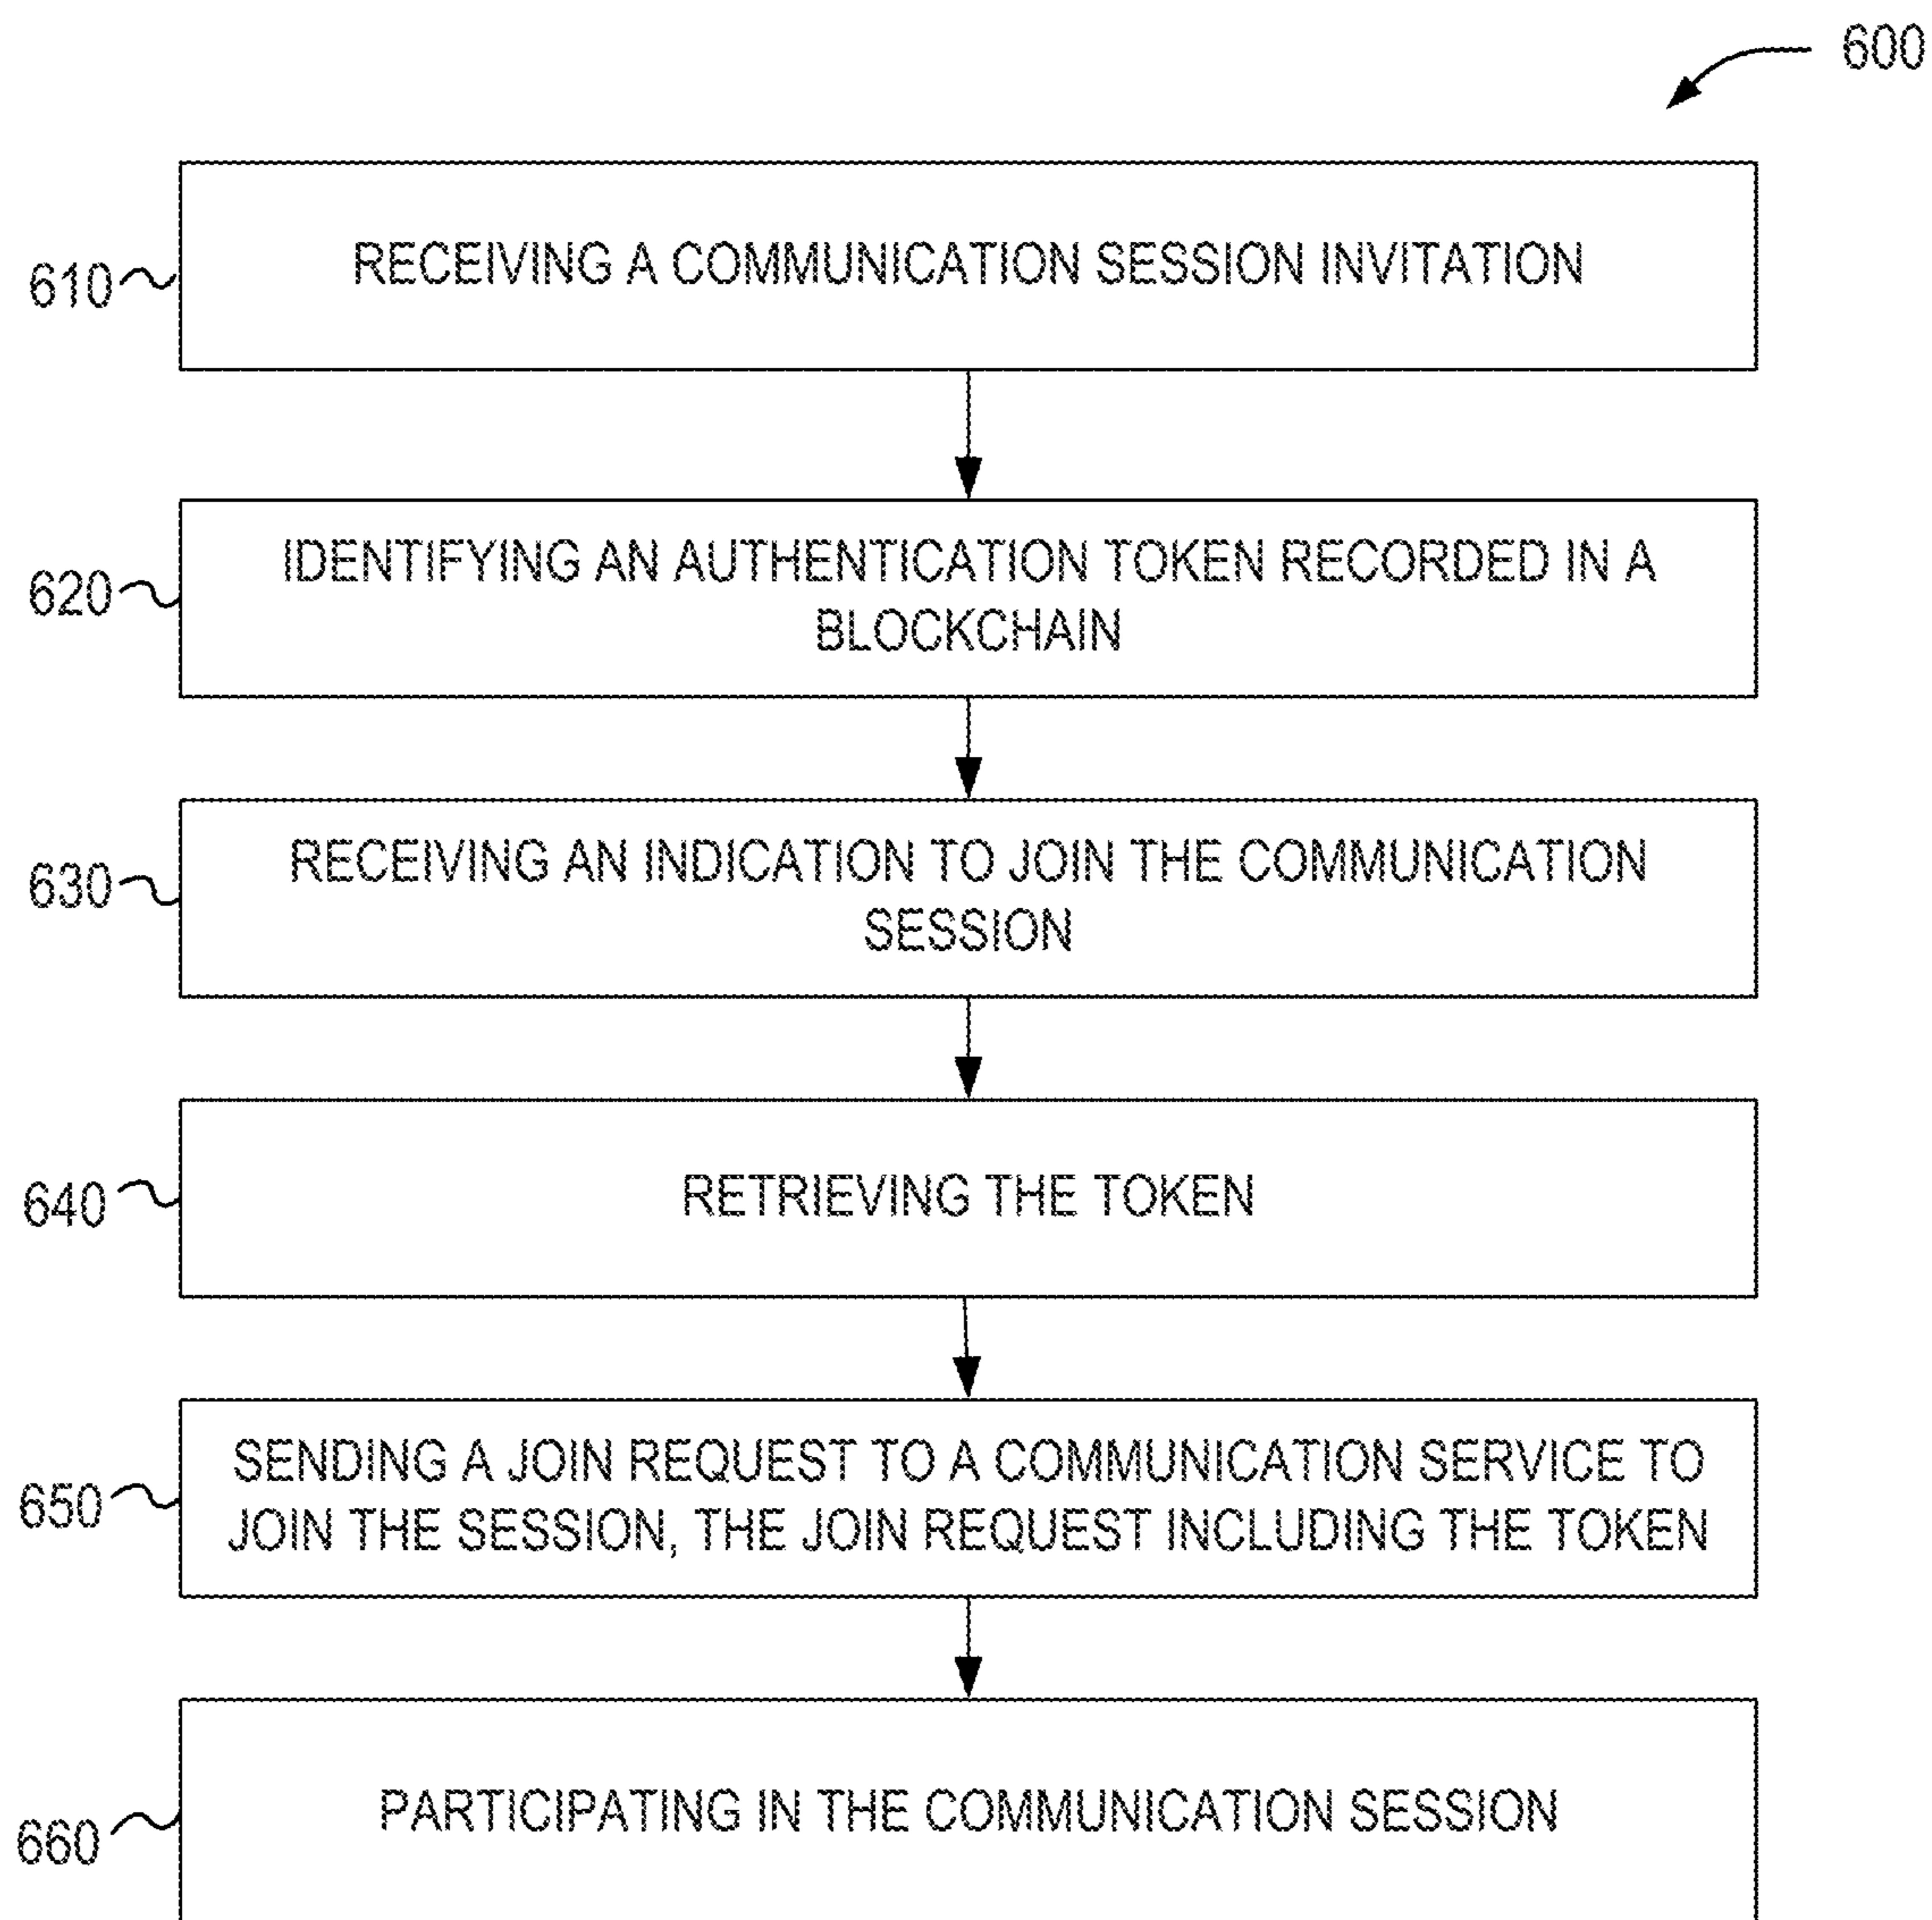 600
610
RECEIVING A COMMUNICATION SESSION INVITATION
620
IDENTIFYING AN AUTHENTICATION TOKEN RECORDED IN A
BLOCKCHAIN
630
RECEIVING AN INDICATION TO JOIN THE COMMUNICATION
SESSION
640
RETRIEVING THE TOKEN
650
SENDING A JOIN REQUEST TO A COMMUNICATION SERVICE TO
JOIN THE SESSION, THE JOIN REQUEST INCLUDING THE TOKEN
660
PARTICIPATING IN THE COMMUNICATION SESSION